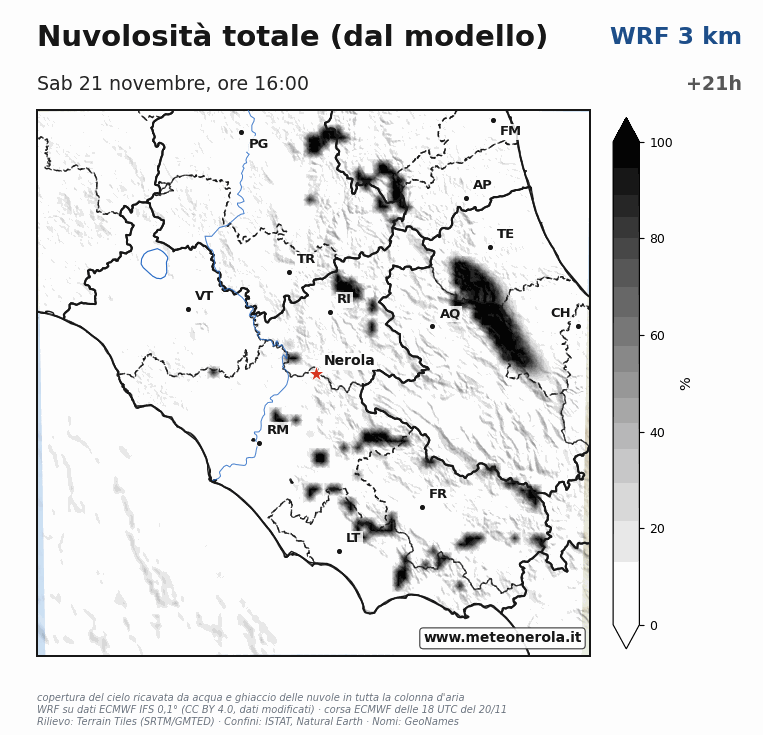 Nuvolosità totale (dal modello)
WRF 3 km
Sab 21 novembre, ore 16:00
+21h
FM
PG
AP
TE
TR
VT
RI
AQ
CH
Nerola
RM
FR
LT
100
80
60
40
20
0
%
www.meteonerola.it
copertura del cielo ricavata da acqua e ghiaccio delle nuvole in tutta la colonna d'aria
WRF su dati ECMWF IFS 0,1° (CC BY 4.0, dati modificati) · corsa ECMWF delle 18 UTC del 20/11
Rilievo: Terrain Tiles (SRTM/GMTED) · Confini: ISTAT, Natural Earth · Nomi: GeoNames